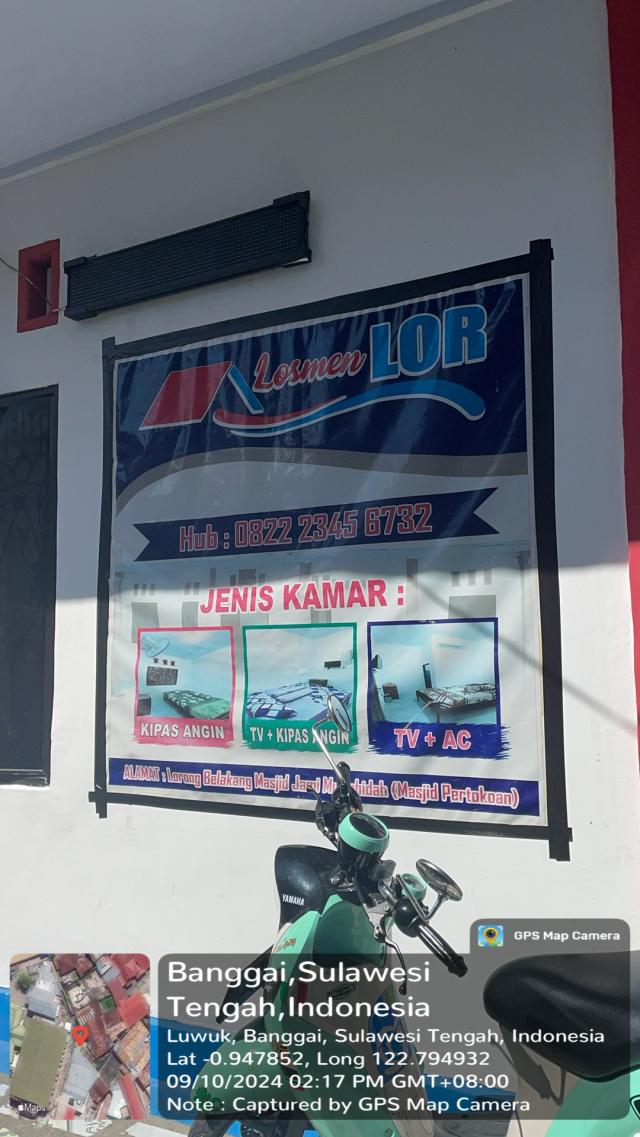 Losmen LOR
Hub : 0822 2345 6732
JENIS KAMAR :
KIPAS ANGIN
TV + KIPAS ANGIN
TV + AC
ALAMAT : Lorong Belakang Masjid Jami (Masjid Pertokoan)
YAMAHA
GPS Map Camera
Banggai,Sulawesi
Tengah,Indonesia
Luwuk, Banggai, Sulawesi Tengah, Indonesia
Lat -0.947852, Long 122.794932
09/10/2024 02:17 PM GMT+08:00
Note : Captured by GPS Map Camera
Maps